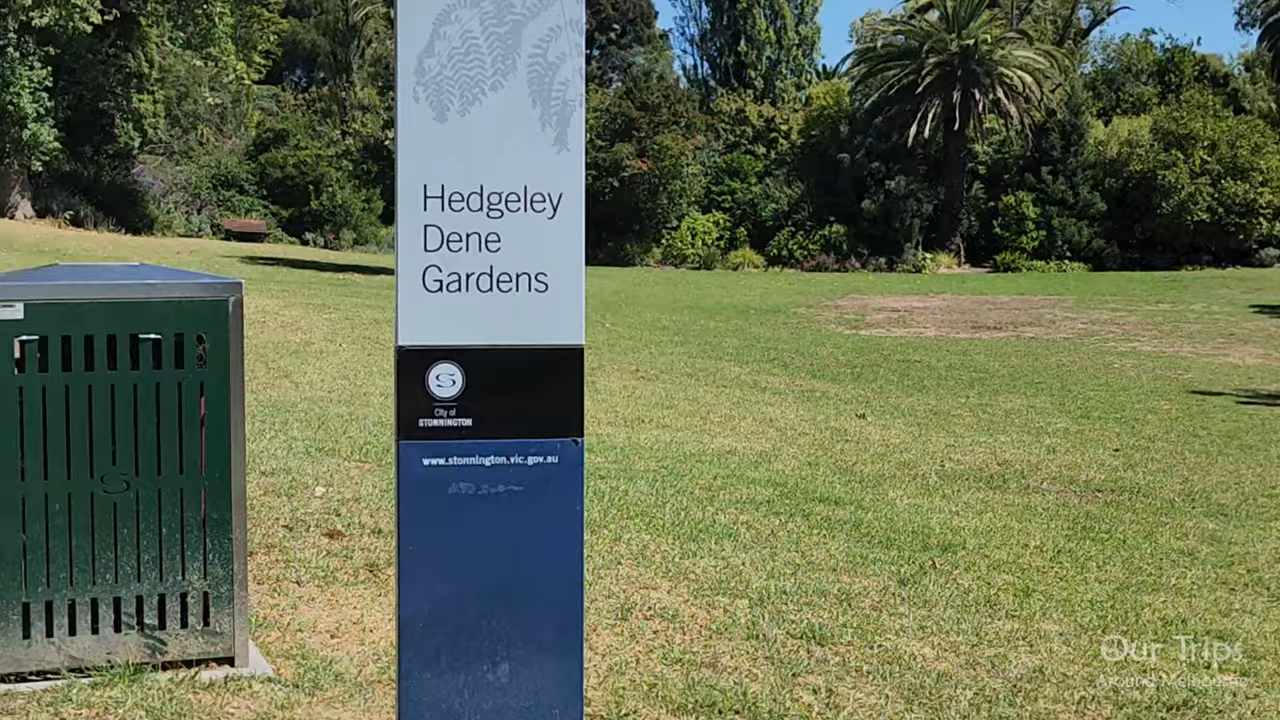 Hedgeley
Dene
Gardens
S
City of
STONNINGTON
www.stonnington.vic.gov.au
Our Trips
Around Melbourne